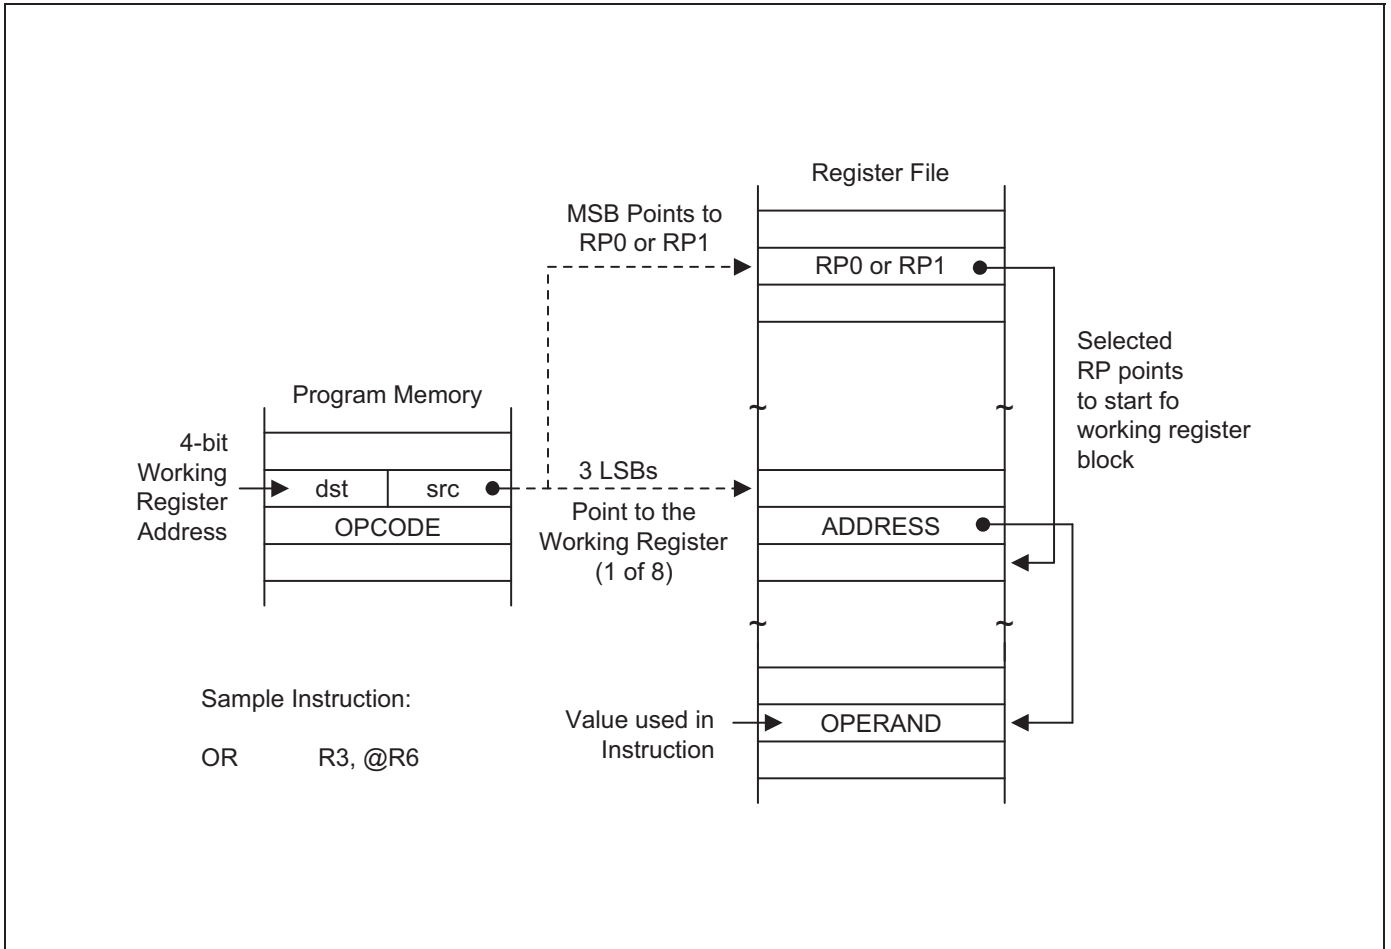 Register File
MSB Points to
RP0 or RP1
RP0 or RP1
Selected
RP points
to start fo
working register
block
Program Memory
4-bit
Working
Register
Address
dst
src
OPCODE
3 LSBs
Point to the
Working Register
(1 of 8)
ADDRESS
~
~
~
~
Sample Instruction:
OR R3, @R6
Value used in
Instruction
OPERAND